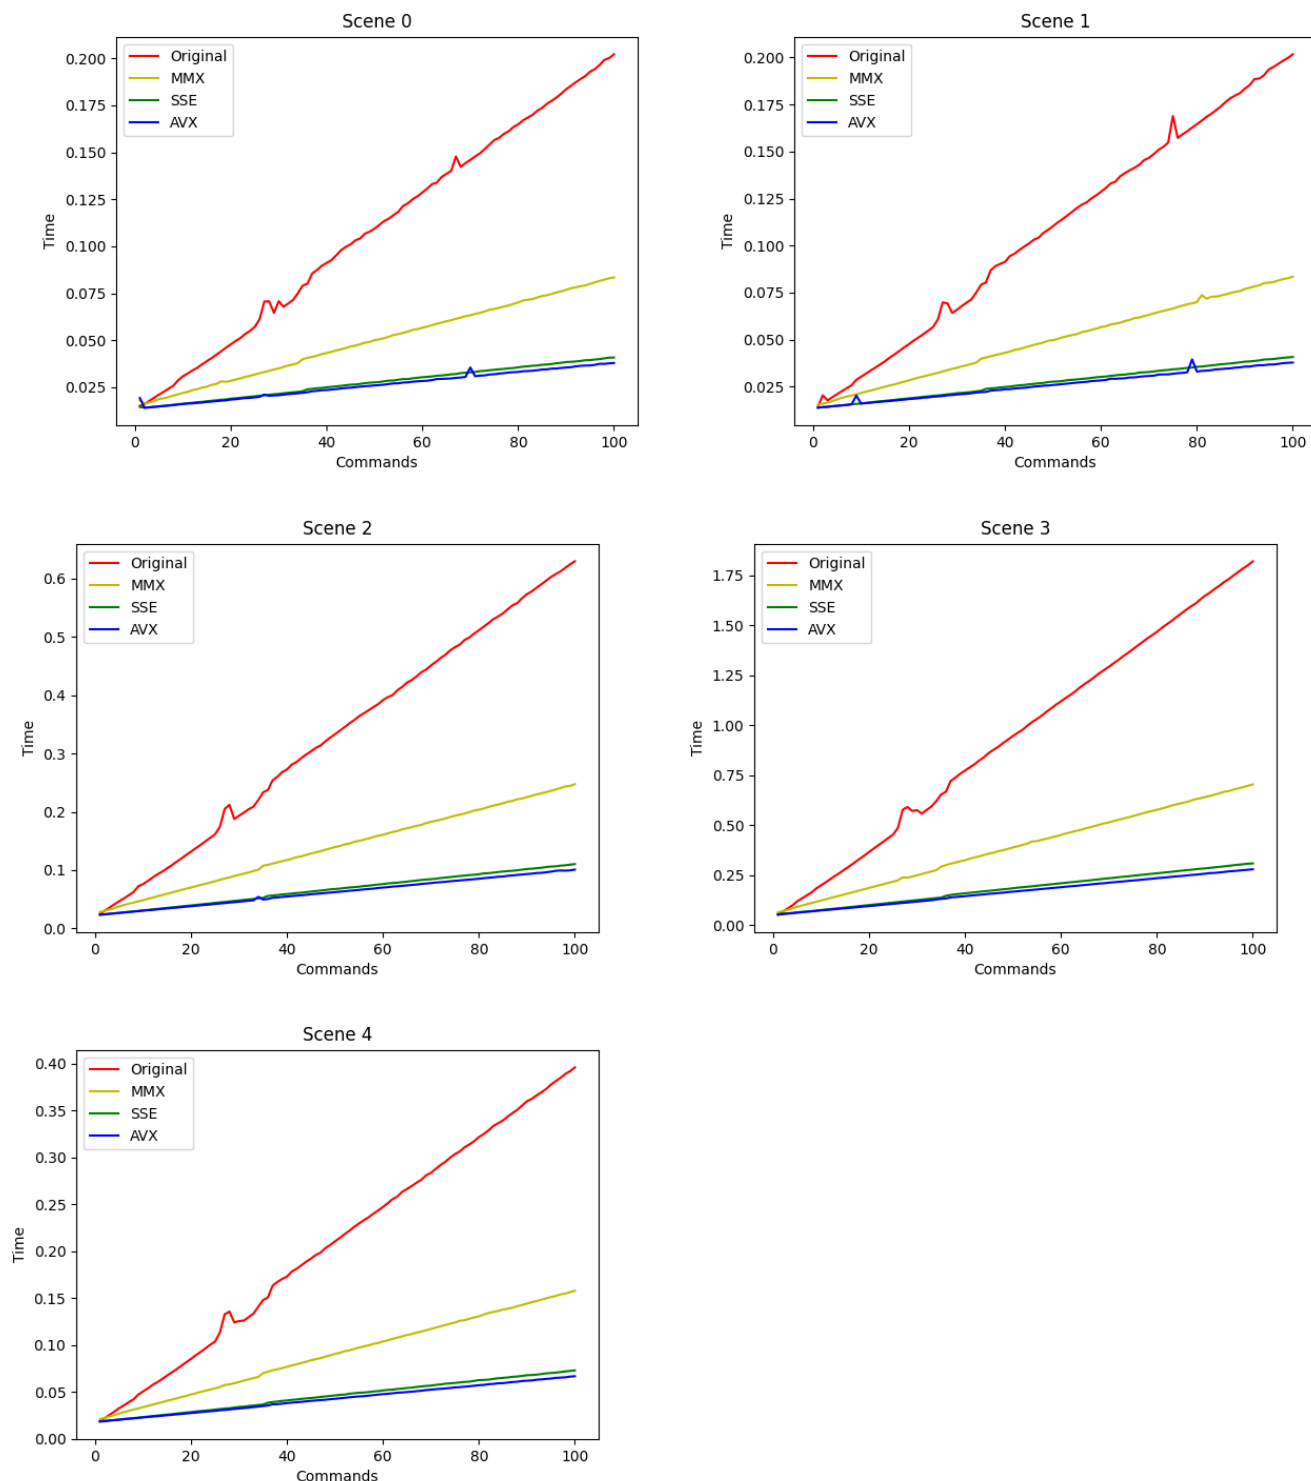 Scene 0
0.200
0.175
0.150
0.125
0.100
0.075
0.050
0.025
Time
Original
MMX
SSE
AVX
0 20 40 60 80 100
Commands
Scene 1
0.200
0.175
0.150
0.125
0.100
0.075
0.050
0.025
Time
Original
MMX
SSE
AVX
0 20 40 60 80 100
Commands
Scene 2
0.6
0.5
0.4
0.3
0.2
0.1
0.0
Time
Original
MMX
SSE
AVX
0 20 40 60 80 100
Commands
Scene 3
1.75
1.50
1.25
1.00
0.75
0.50
0.25
0.00
Time
Original
MMX
SSE
AVX
0 20 40 60 80 100
Commands
Scene 4
0.40
0.35
0.30
0.25
0.20
0.15
0.10
0.05
0.00
Time
Original
MMX
SSE
AVX
0 20 40 60 80 100
Commands